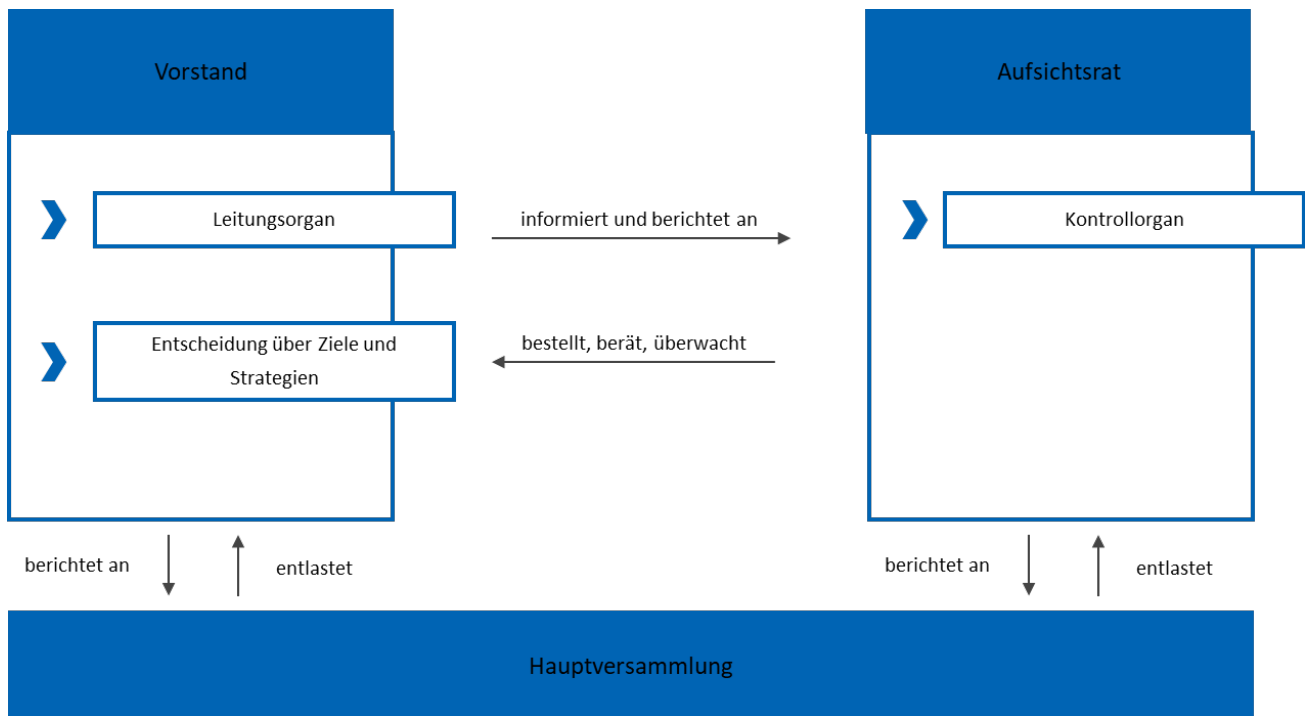 Vorstand
Aufsichtsrat
Leitungsorgan
informiert und berichtet an
Kontrollorgan
Entscheidung über Ziele und
Strategien
bestellt, berät, überwacht
berichtet an
entlastet
berichtet an
entlastet
Hauptversammlung